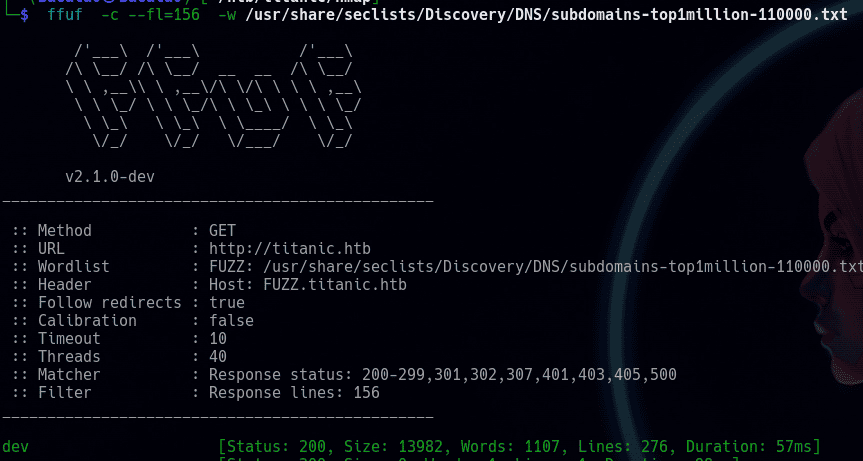 └─$ ffuf -c --fl=156 -w /usr/share/seclists/Discovery/DNS/subdomains-top1million-110000.txt
v2.1.0-dev
:: Method : GET
:: URL : http://titanic.htb
:: Wordlist : FUZZ: /usr/share/seclists/Discovery/DNS/subdomains-top1million-110000.txt
:: Header : Host: FUZZ.titanic.htb
:: Follow redirects : true
:: Calibration : false
:: Timeout : 10
:: Threads : 40
:: Matcher : Response status: 200-299,301,302,307,401,403,405,500
:: Filter : Response lines: 156
dev [Status: 200, Size: 13982, Words: 1107, Lines: 276, Duration: 57ms]